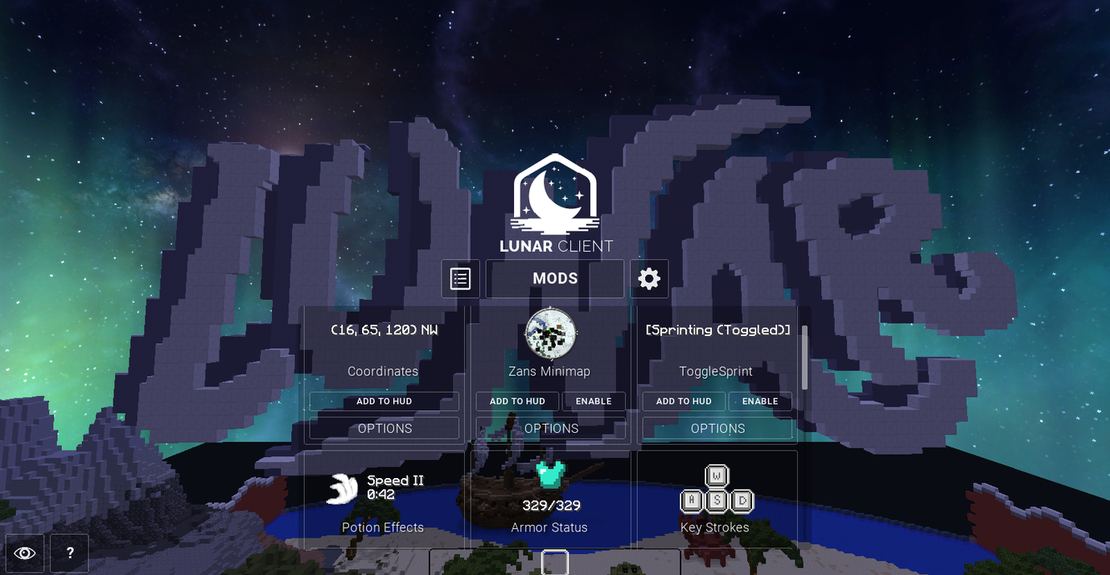 LUNAR
LUNAR CLIENT
MODS
(16, 65, 120) NW
[Sprinting (Toggled)]
Coordinates
Zans Minimap
ToggleSprint
ADD TO HUD
ADD TO HUD
ENABLE
ADD TO HUD
ENABLE
OPTIONS
OPTIONS
OPTIONS
Speed II
0:42
329/329
W
A S D
Potion Effects
Armor Status
Key Strokes
?